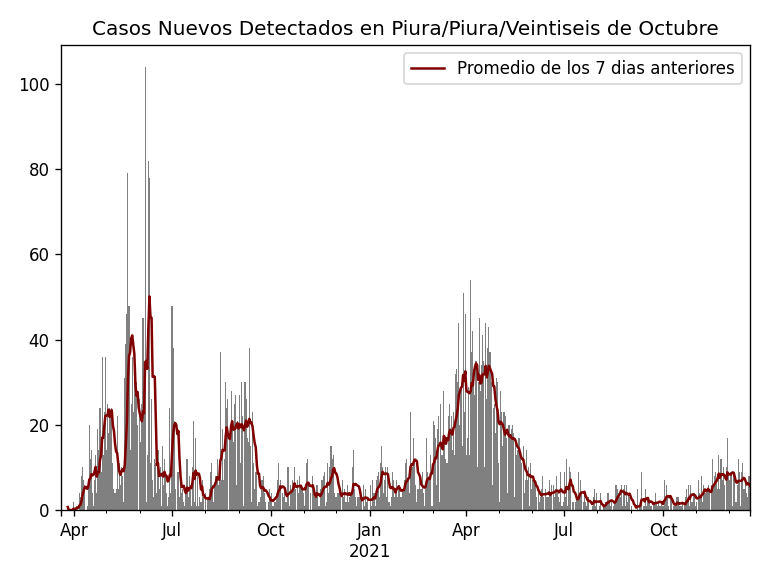 Casos Nuevos Detectados en Piura/Piura/Veintiseis de Octubre
Promedio de los 7 dias anteriores
100
80
60
40
20
0
Apr Jul Oct Jan Apr Jul Oct
2021